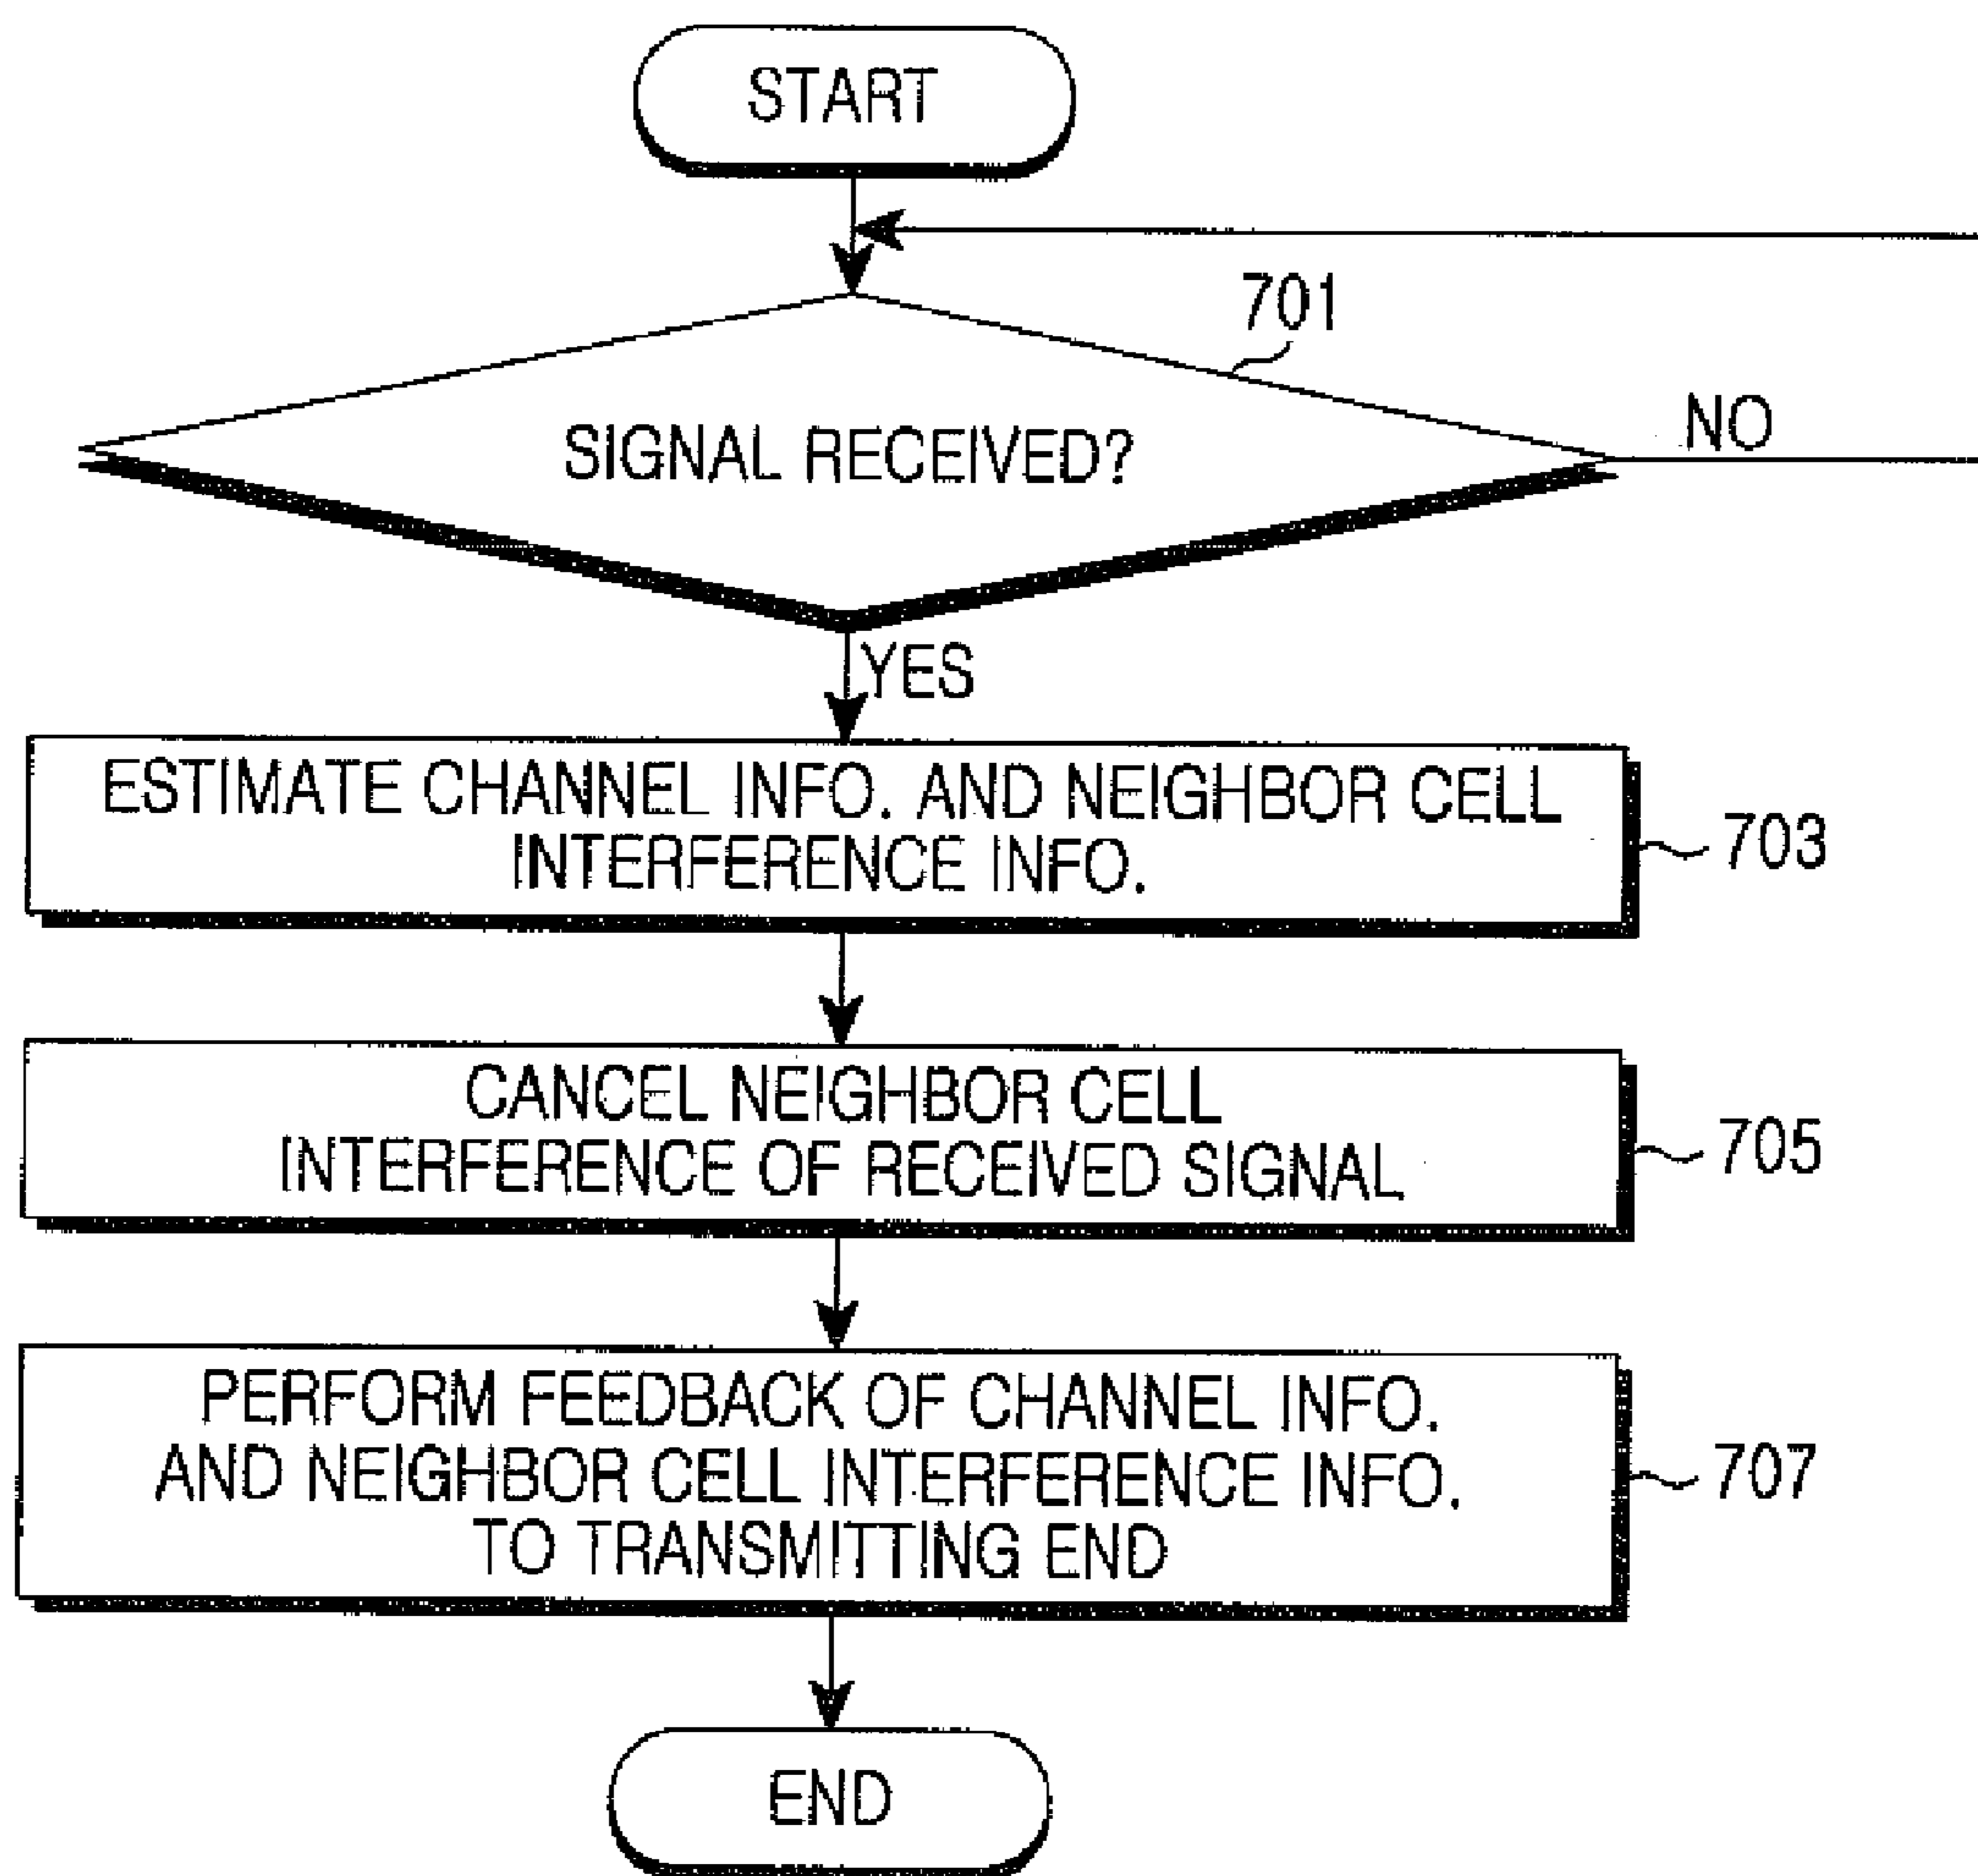 START
701
SIGNAL RECEIVED?
NO
YES
ESTIMATE CHANNEL INFO. AND NEIGHBOR CELL
INTERFERENCE INFO.
703
CANCEL NEIGHBOR CELL
INTERFERENCE OF RECEIVED SIGNAL
705
PERFORM FEEDBACK OF CHANNEL INFO.
AND NEIGHBOR CELL INTERFERENCE INFO.
TO TRANSMITTING END
707
END